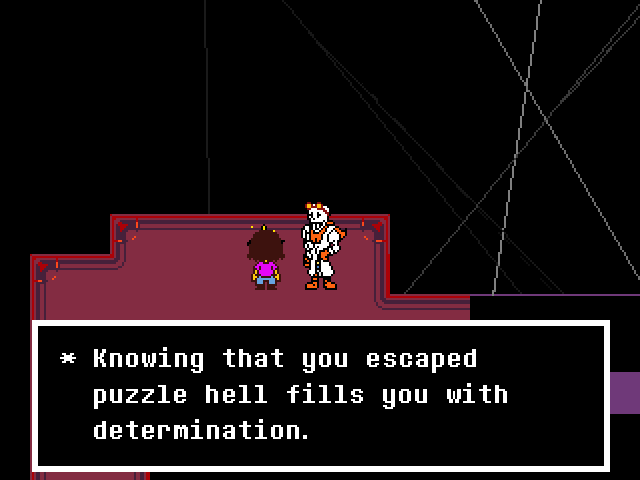 * Knowing that you escaped
puzzle hell fills you with
determination.